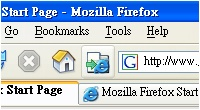 Start Page - Mozilla Firefox
Go Bookmarks Tools Help
G http://www.
Start Page Mozilla Firefox Start